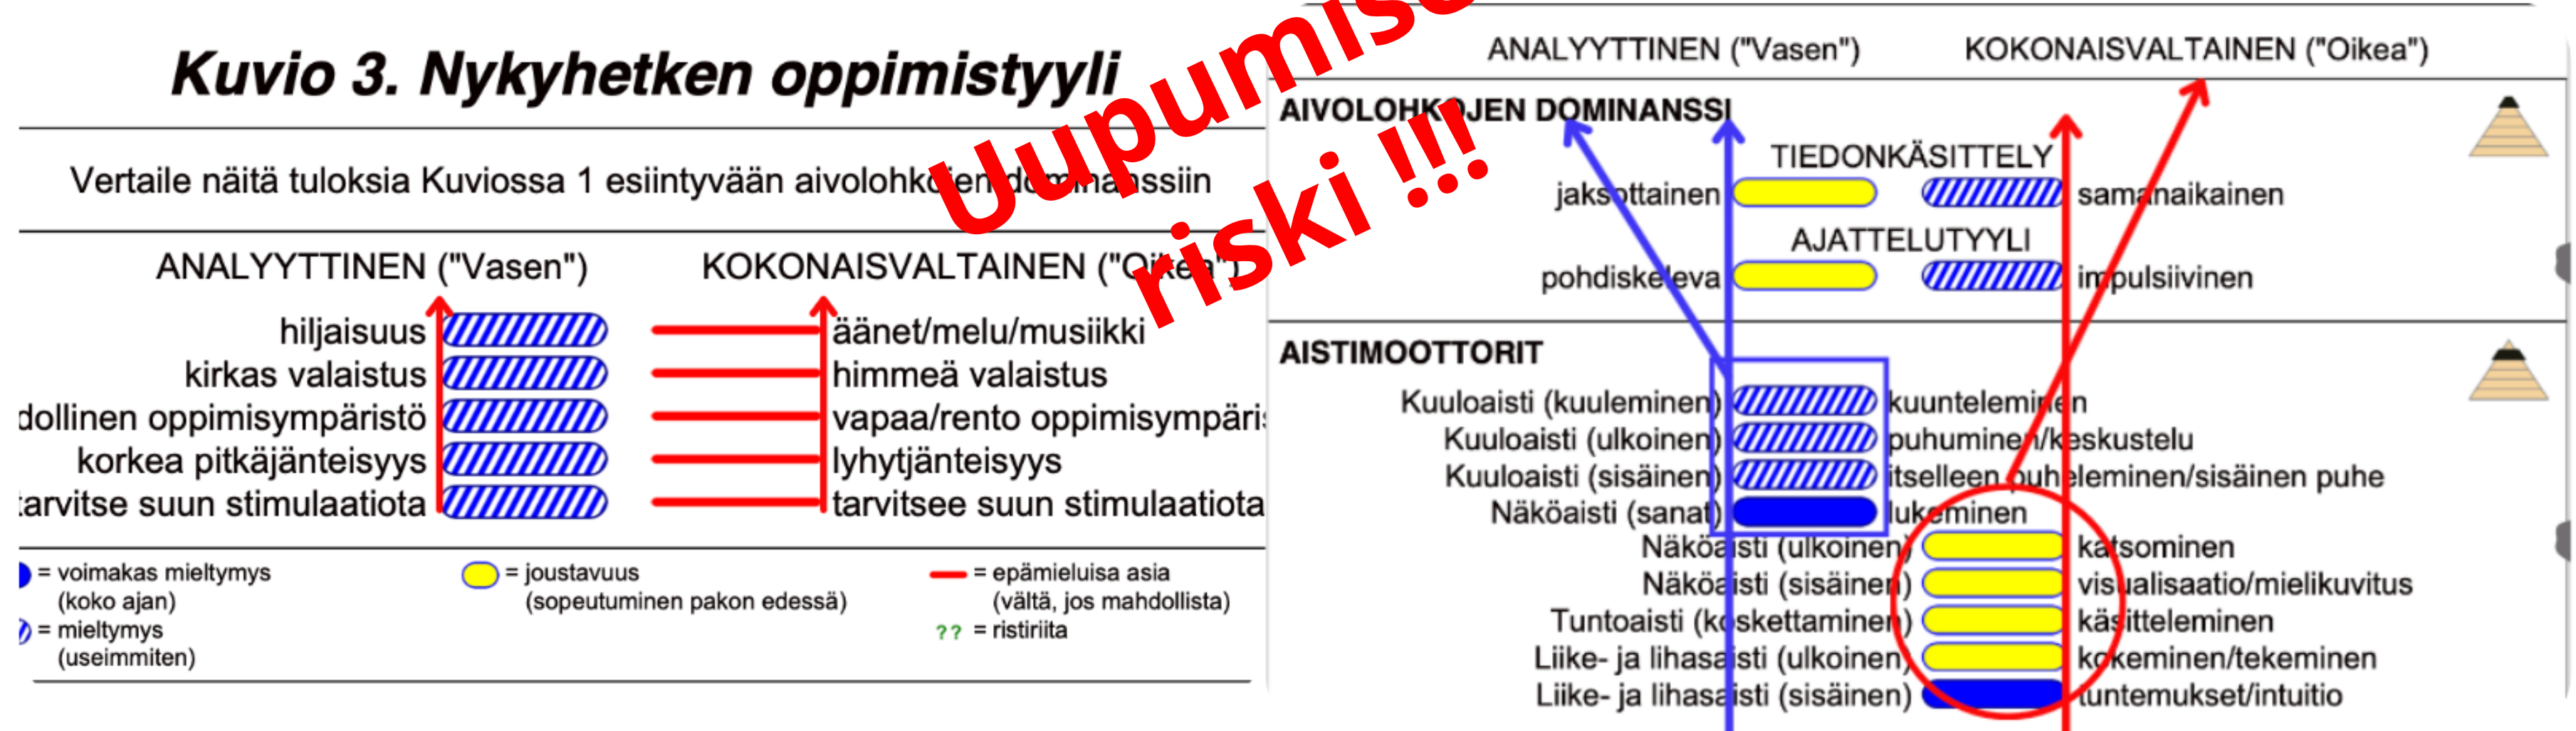 Kuvio 3. Nykyhetken oppimistyyli
Vertaile näitä tuloksia Kuviossa 1 esiintyvään aivolohkojen dominanssiin
ANALYYTTINEN ("Vasen") KOKONAISVALTAINEN ("Oikea")
hiljaisuus äänet/melu/musiikki
kirkas valaistus himmeä valaistus
oppimisympäristö vapaa/rento
korkea pitkäjänteisyys lyhytjänteisyys
suun stimulaatiota tarvitsee suun stimulaatiota
= voimakas mieltymys
(koko ajan)
= mieltymys
(useimmiten)
= joustavuus
(sopeutuminen pakon edessä)
= epämieluisa asia
(vältä, jos mahdollista)
?? = ristiriita
riski !!!
ANALYYTTINEN ("Vasen") KOKONAISVALTAINEN ("Oikea")
AIVOLOHKOJEN DOMINANSSI
TIEDONKÄSITTELY
jaksottainen samanaikainen
AJATTELUTYYLI
pohdiskeleva impulsiivinen
AISTIMOOTTORIT
Kuuloaisti (kuuleminen) kuunteleminen
Kuuloaisti (ulkoinen) puhuminen/keskustelu
Kuuloaisti (sisäinen) itselleen puheleminen/sisäinen puhe
Näköaisti (sanat) lukeminen
Näköaisti (ulkoinen) katsominen
Näköaisti (sisäinen) visualisaatio/mielikuvitus
Tuntoaisti (koskettaminen) käsitteleminen
Liike- ja lihasaisti (ulkoinen) kokeminen/tekeminen
Liike- ja lihasaisti (sisäinen) tuntemukset/intuitio